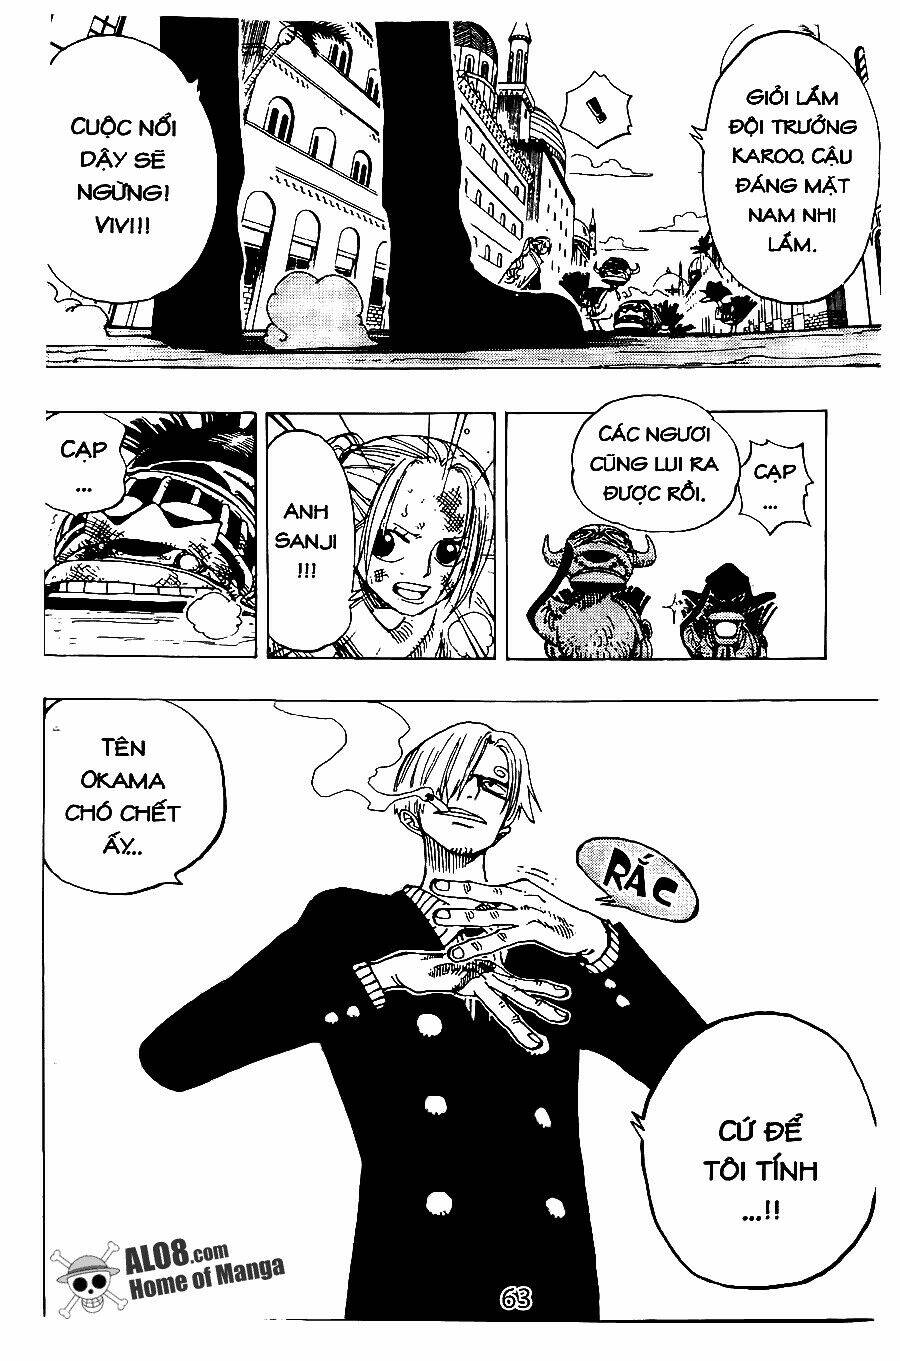 GIỎI LẮM
ĐỘI TRƯỞNG
KAROO. CẬU
ĐÁNG MẶT
NAM NHI
LẮM.
!
CUỘC NỔI
DẬY SẼ
NGỪNG!
VIVI!!
CÁC NGƯƠI
CŨNG LUI RA
ĐƯỢC RỒI.
CẠP
...
ANH
SANJI
!!!
CẠP
...
TÊN
OKAMA
CHÓ CHẾT
ẤY...
RẮC
CỨ ĐỂ
TÔI TÍNH
...!!
ALO8.com
Home of Manga
63